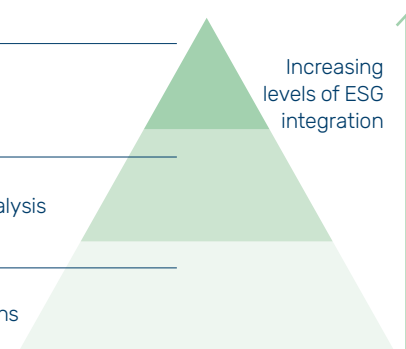 Increasing
levels of ESG
integration
alysis
ns